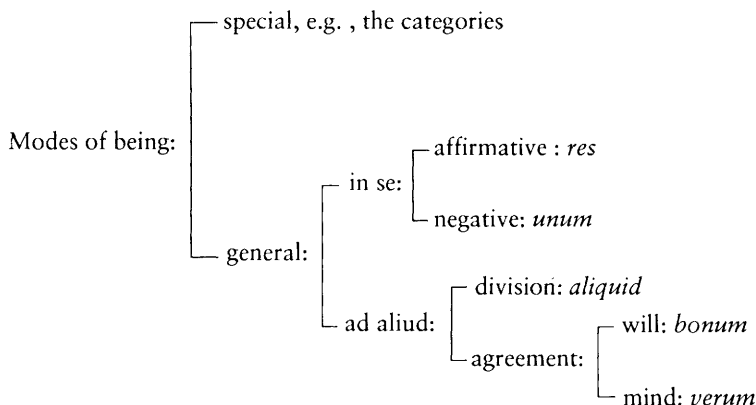 special, e.g. , the categories
Modes of being:
affirmative : res
in se:
negative: unum
general:
division: aliquid
ad aliud:
will: bonum
agreement:
mind: verum